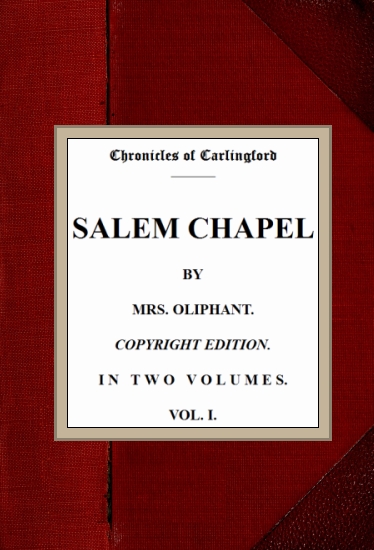 Chronicles of Carlingford
SALEM CHAPEL
BY
MRS. OLIPHANT.
COPYRIGHT EDITION.
IN TWO VOLUMES.
VOL. I.